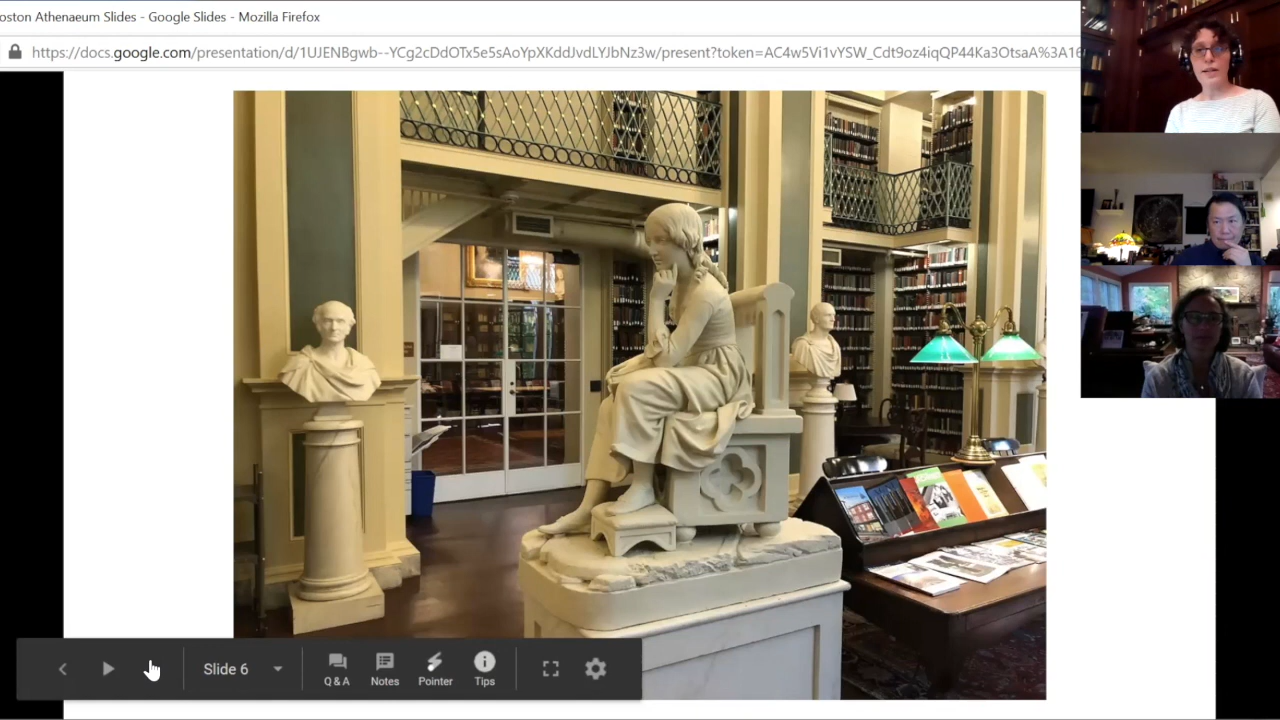 oston Athenaeum Slides - Google Slides - Mozilla Firefox
https://docs.google.com/presentation/d/1UJENBgwb--YCg2cDdOTx5e5sAoYpXKddJvdLYJbNz3w/present?token=AC4w5Vi1vYSW_Cdt9oz4iqQP44Ka3OtsaA%3A16
Slide 6
Q&A
Notes
Pointer
Tips